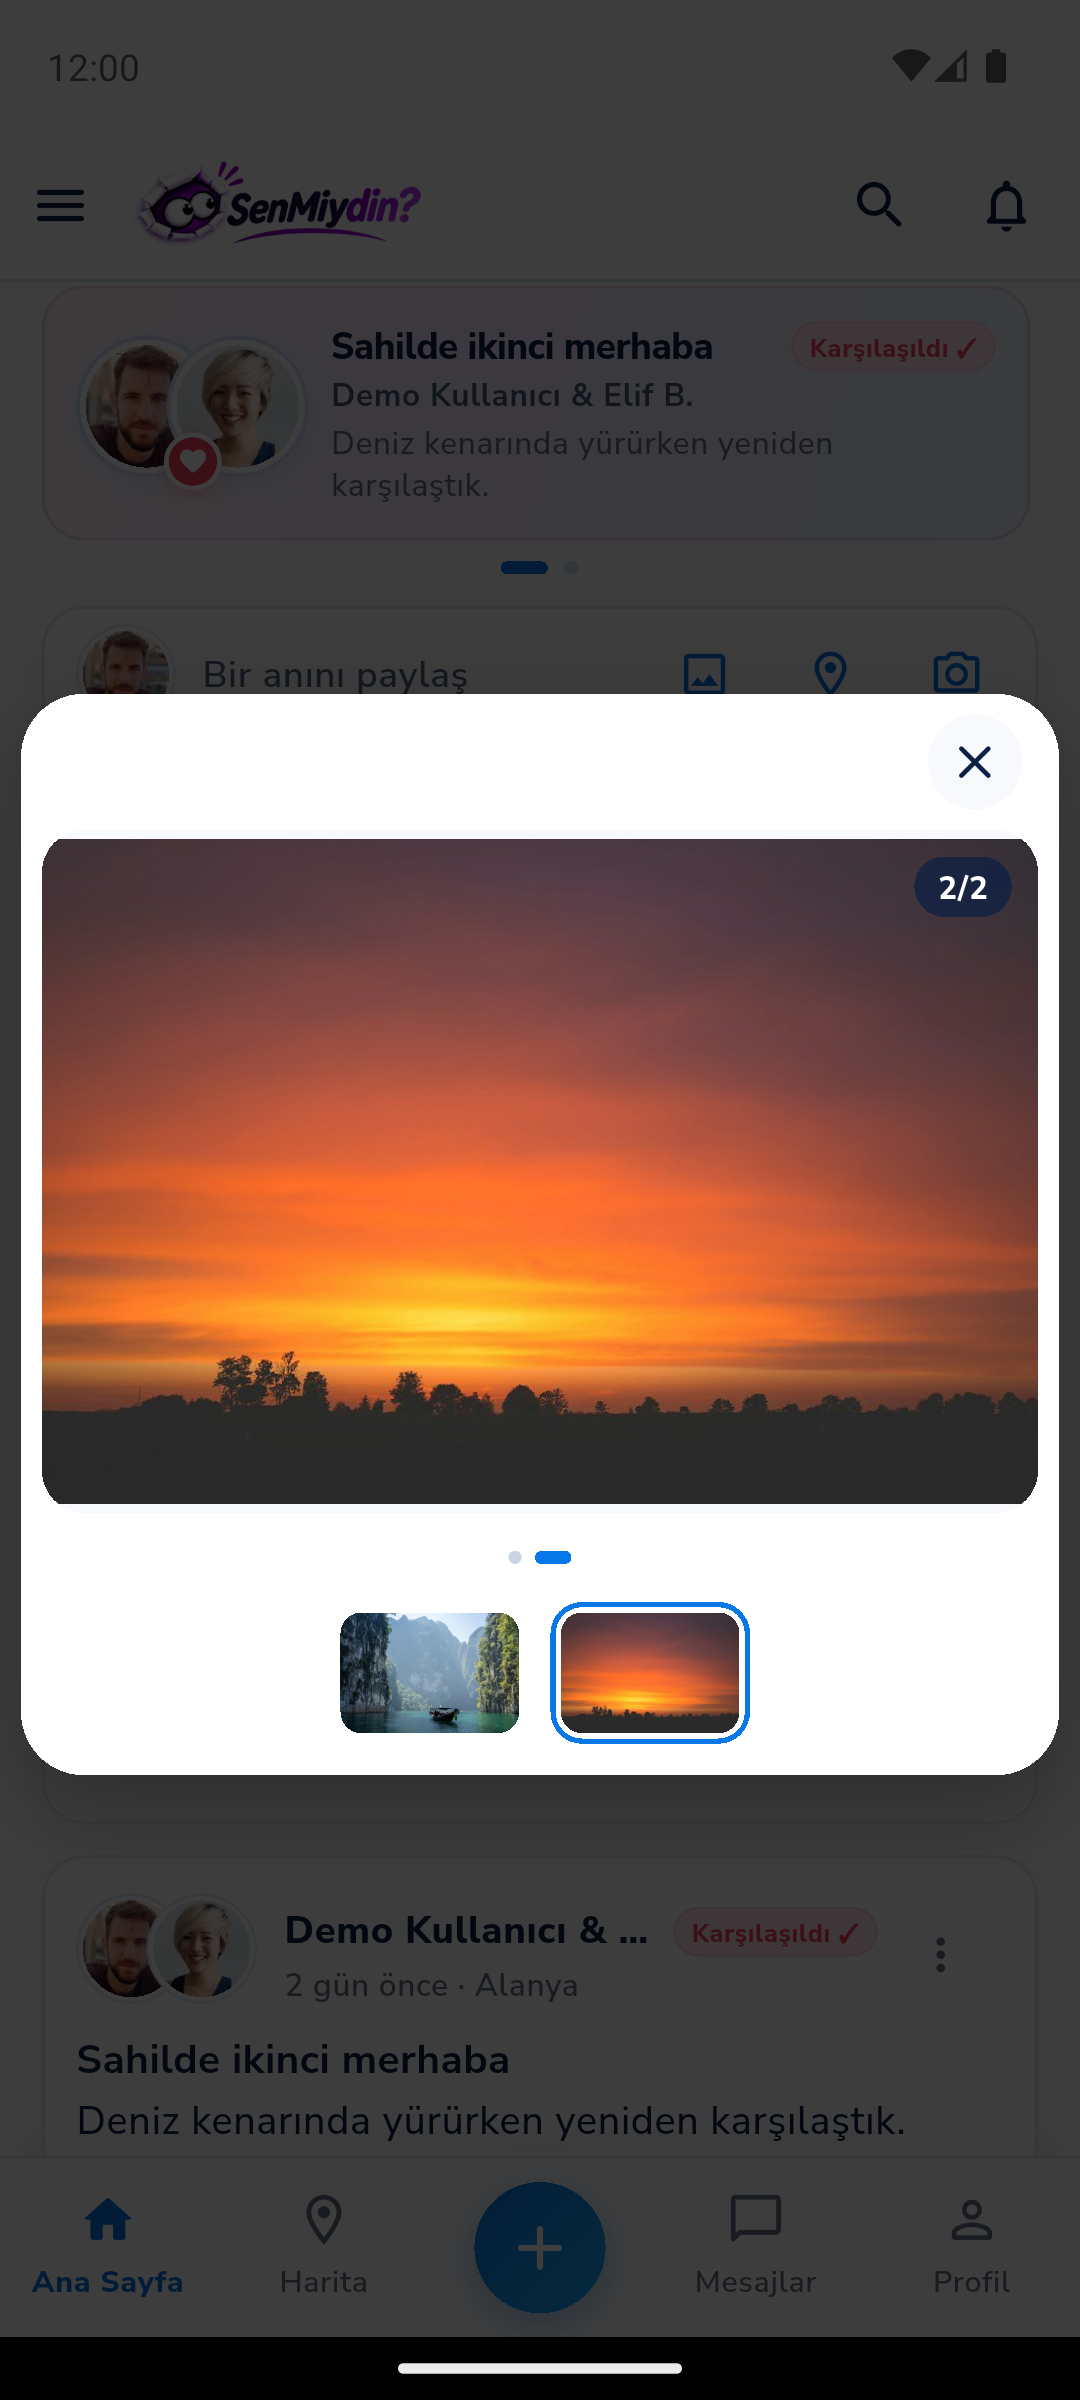 12:00
SenMiydin?
Sahilde ikinci merhaba
Karşılaşıldı ✓
Demo Kullanıcı & Elif B.
Deniz kenarında yürürken yeniden
karşılaştık.
Bir anını paylaş
2/2
Demo Kullanıcı & ...
Karşılaşıldı ✓
2 gün önce · Alanya
Sahilde ikinci merhaba
Deniz kenarında yürürken yeniden karşılaştık.
Ana Sayfa
Harita
Mesajlar
Profil